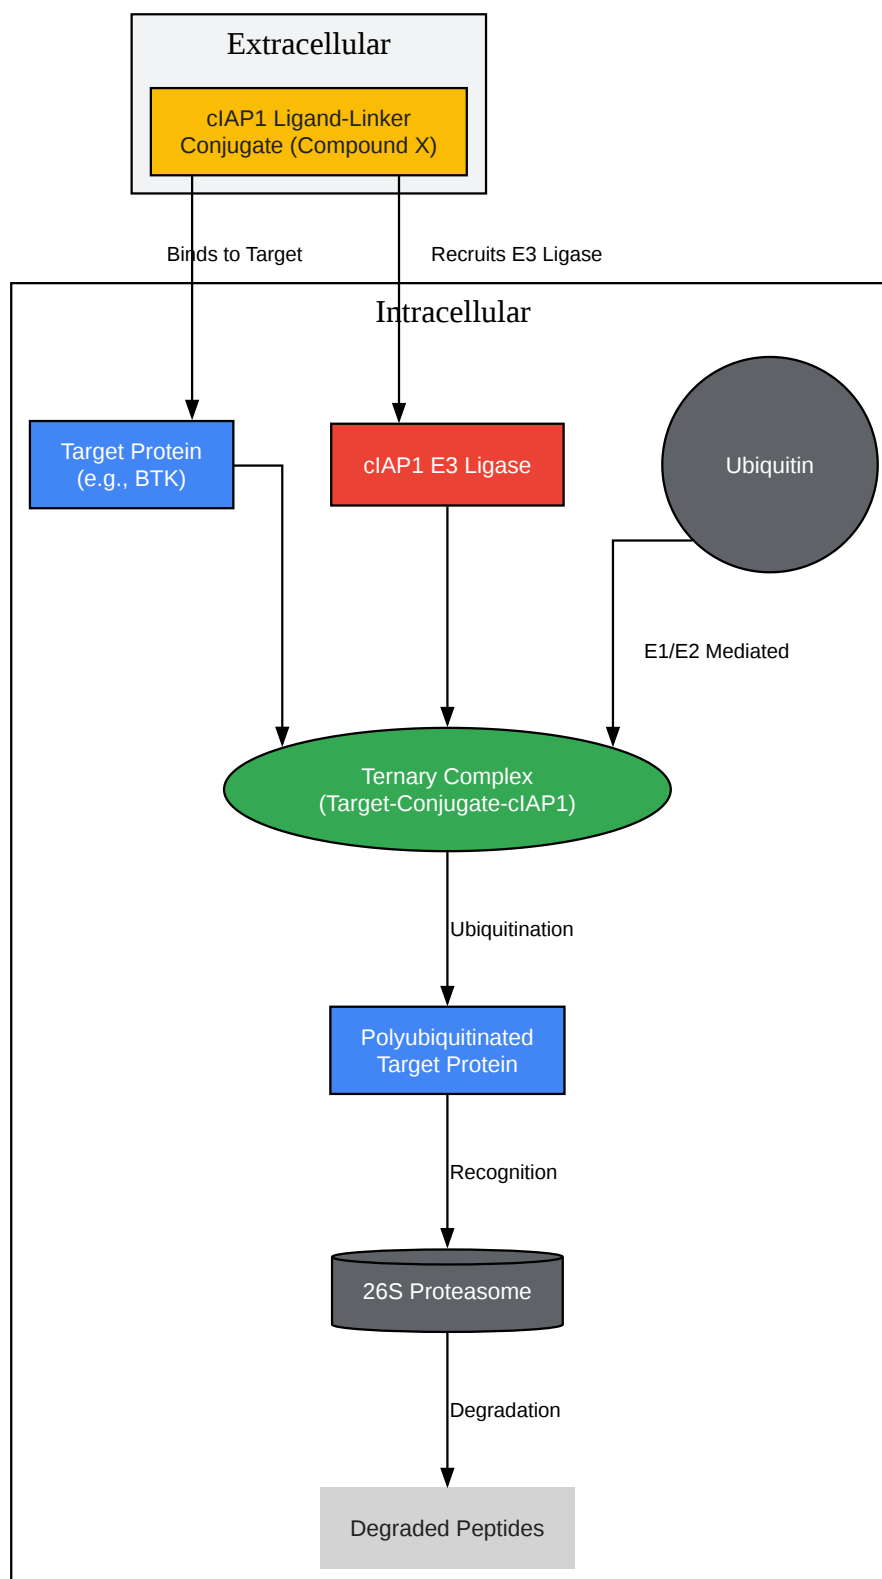 Extracellular
cIAP1 Ligand-Linker
Conjugate (Compound X)
Binds to Target
Recruits E3 Ligase
Intracellular
Target Protein
(e.g., BTK)
cIAP1 E3 Ligase
Ubiquitin
E1/E2 Mediated
Ternary Complex
(Target-Conjugate-cIAP1)
Ubiquitination
Polyubiquitinated
Target Protein
Recognition
26S Proteasome
Degradation
Degraded Peptides